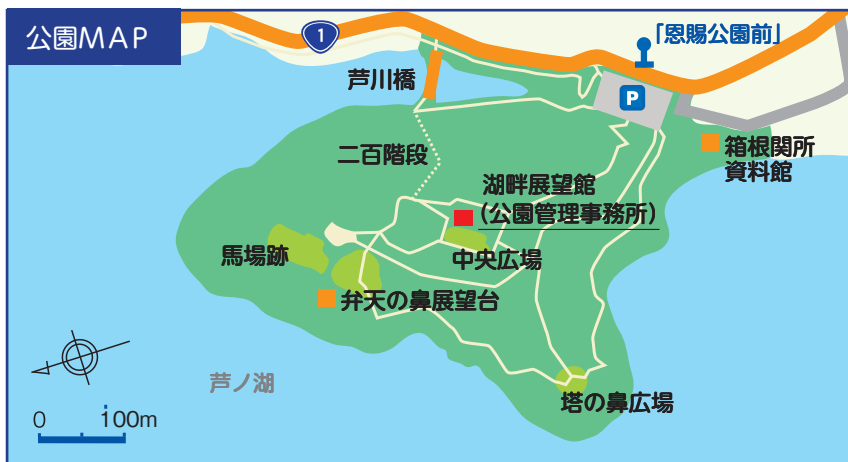 公園MAP
1
「恩賜公園前」
芦川橋
P
二百階段
箱根関所
資料館
湖畔展望館
(公園管理事務所)
馬場跡
中央広場
弁天の鼻展望台
芦ノ湖
塔の鼻広場
0 100m